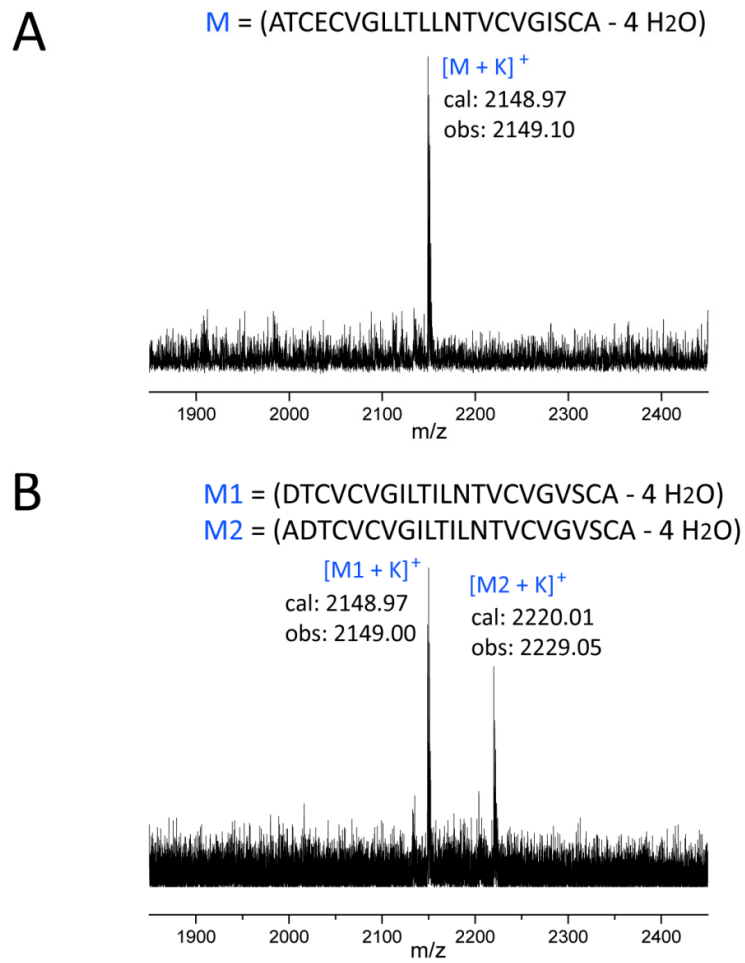 A
M = (ATCECVGLLTLLNTVCVGISCA - 4 H2O)
[M + K]+
cal: 2148.97
obs: 2149.10
1900 2000 2100 2200 2300 2400
m/z
B
M1 = (DTCVCVGILTILNTVCVGVSCA - 4 H2O)
M2 = (ADTCVCVGILTILNTVCVGVSCA - 4 H2O)
[M1 + K]+
cal: 2148.97
obs: 2149.00
[M2 + K]+
cal: 2220.01
obs: 2229.05
1900 2000 2100 2200 2300 2400
m/z